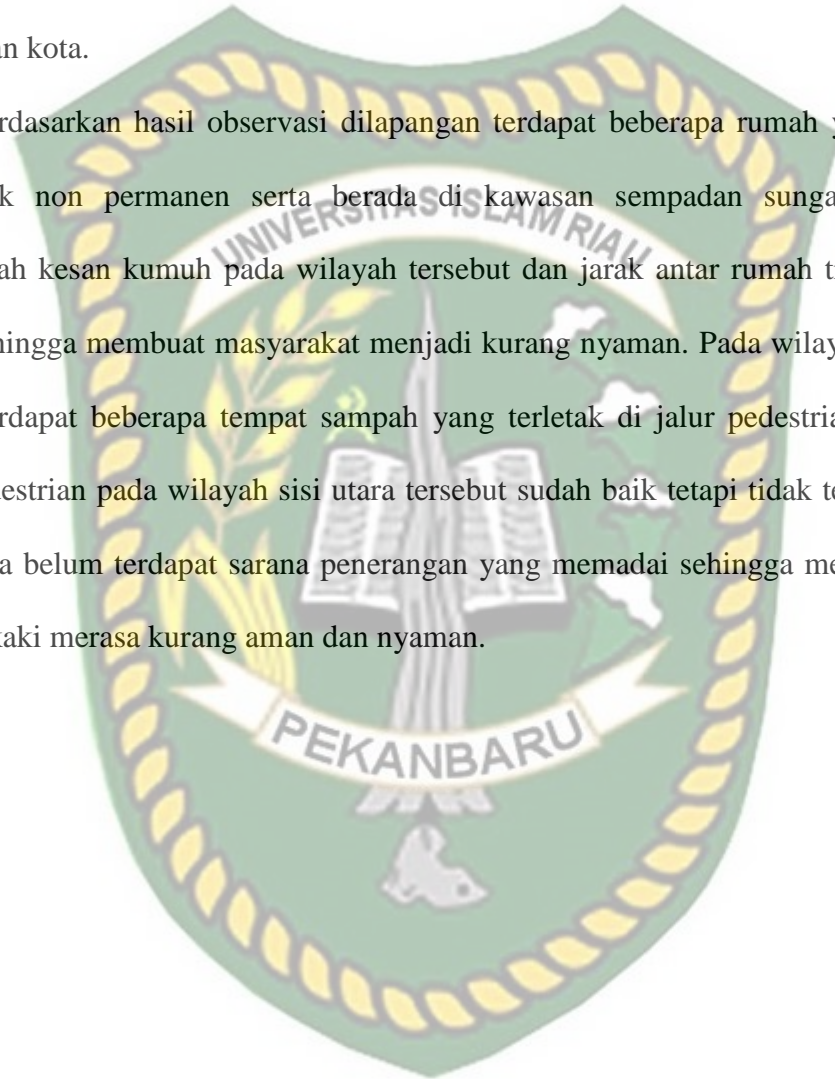 an kota.
rdasarkan hasil observasi dilapangan terdapat beberapa rumah y
k non permanen serta berada di kawasan sempadan sunga
UNIVERSITAS ISLAM RIAU
ah kesan kumuh pada wilayah tersebut dan jarak antar rumah t
hingga membuat masyarakat menjadi kurang nyaman. Pada wilay
rdapat beberapa tempat sampah yang terletak di jalur pedestria
destrian pada wilayah sisi utara tersebut sudah baik tetapi tidak te
a belum terdapat sarana penerangan yang memadai sehingga me
kaki merasa kurang aman dan nyaman.
PEKANBARU